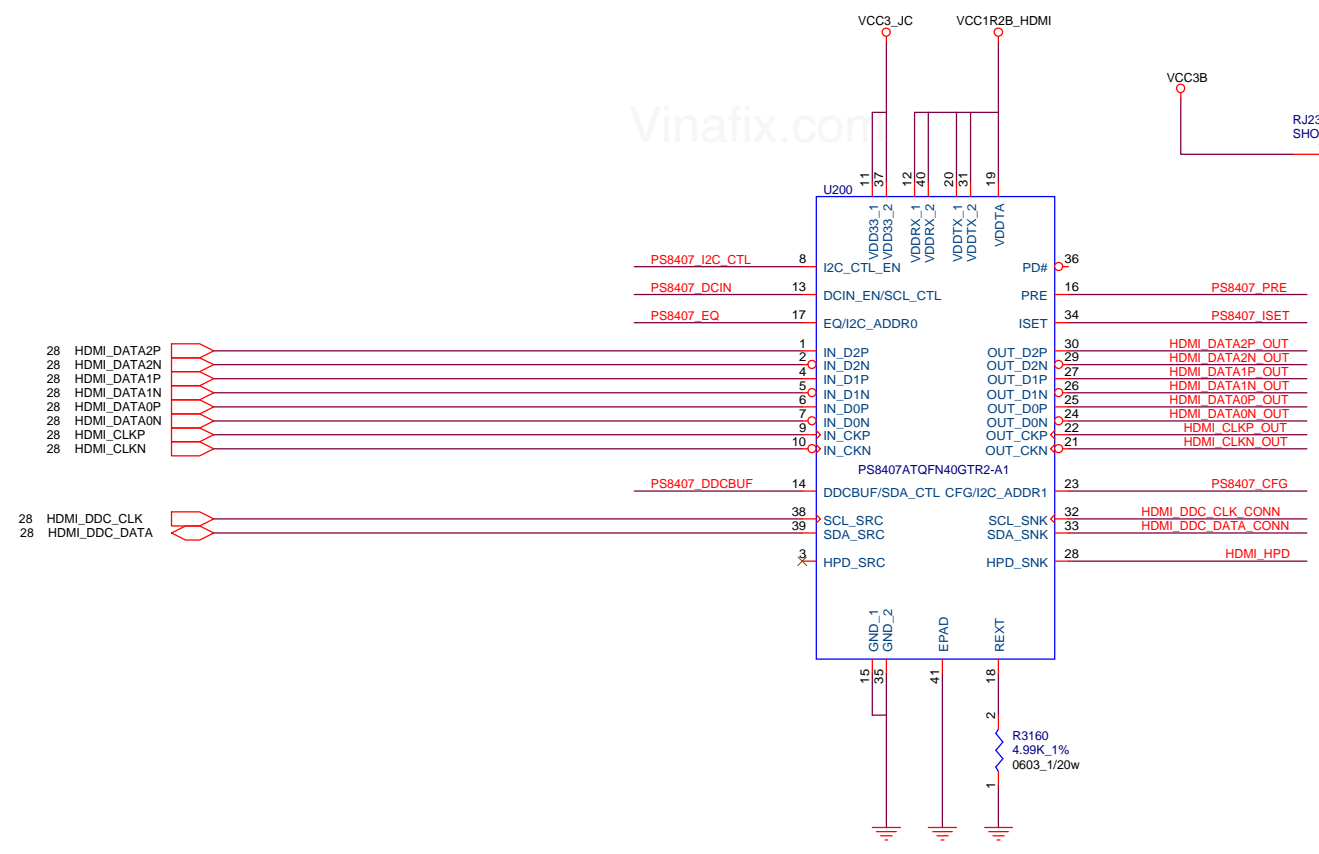 VCC3_JC
VCC1R2B_HDMI
VCC3B
Vinafix.com
RJ23
SHO
11
37
12
40
20
31
19
U200
VDD33_1
VDD33_2
VDDRX_1
VDDRX_2
VDDTX_1
VDDTX_2
VDDTA
PS8407_I2C_CTL 8 I2C_CTL_EN PD# 36
PS8407_DCIN 13 DCIN_EN/SCL_CTL PRE 16 PS8407_PRE
PS8407_EQ 17 EQ/I2C_ADDR0 ISET 34 PS8407_ISET
28 HDMI_DATA2P 1 IN_D2P OUT_D2P 30 HDMI_DATA2P_OUT
28 HDMI_DATA2N 2 IN_D2N OUT_D2N 29 HDMI_DATA2N_OUT
28 HDMI_DATA1P 4 IN_D1P OUT_D1P 27 HDMI_DATA1P_OUT
28 HDMI_DATA1N 5 IN_D1N OUT_D1N 26 HDMI_DATA1N_OUT
28 HDMI_DATA0P 6 IN_D0P OUT_D0P 25 HDMI_DATA0P_OUT
28 HDMI_DATA0N 7 IN_D0N OUT_D0N 24 HDMI_DATA0N_OUT
28 HDMI_CLKP 9 IN_CKP OUT_CKP 22 HDMI_CLKP_OUT
28 HDMI_CLKN 10 IN_CKN OUT_CKN 21 HDMI_CLKN_OUT
PS8407ATQFN40GTR2-A1
PS8407_DDCBUF 14 DDCBUF/SDA_CTL CFG/I2C_ADDR1 23 PS8407_CFG
28 HDMI_DDC_CLK 38 SCL_SRC SCL_SNK 32 HDMI_DDC_CLK_CONN
28 HDMI_DDC_DATA 39 SDA_SRC SDA_SNK 33 HDMI_DDC_DATA_CONN
3 HPD_SRC HPD_SNK 28 HDMI_HPD
GND_1
GND_2
EPAD
REXT
15
35
41
18
2
R3160
4.99K_1%
0603_1/20w
1